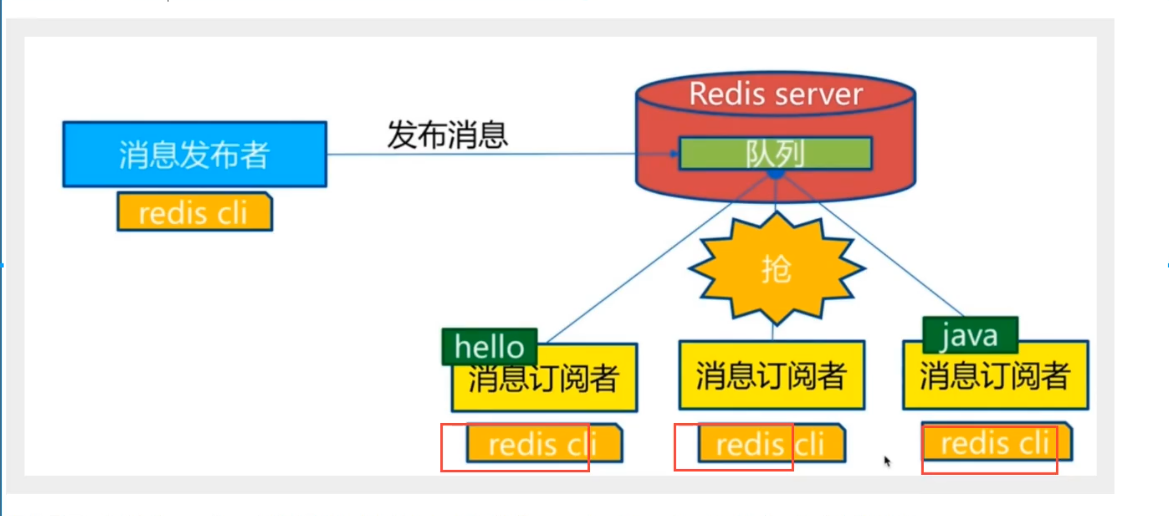 Redis server
发布消息
消息发布者
队列
redis cli
抢
hello
java
消息订阅者
消息订阅者
消息订阅者
redis cli
redis cli
redis cli